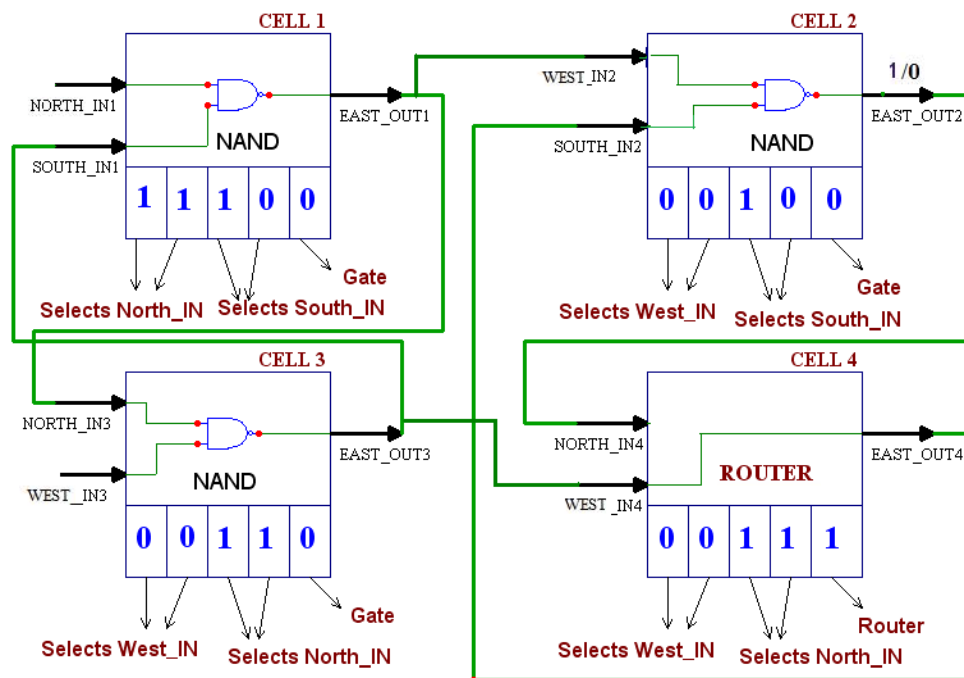 CELL 1
NORTH_IN1
SOUTH_IN1
EAST_OUT1
NAND
1 1 1 0 0
Gate
Selects North_IN
Selects South_IN
CELL 2
WEST_IN2
SOUTH_IN2
1/0
EAST_OUT2
NAND
0 0 1 0 0
Gate
Selects West_IN
Selects South_IN
CELL 3
NORTH_IN3
WEST_IN3
EAST_OUT3
NAND
0 0 1 1 0
Gate
Selects West_IN
Selects North_IN
CELL 4
NORTH_IN4
WEST_IN4
EAST_OUT4
ROUTER
0 0 1 1 1
Router
Selects West_IN
Selects North_IN